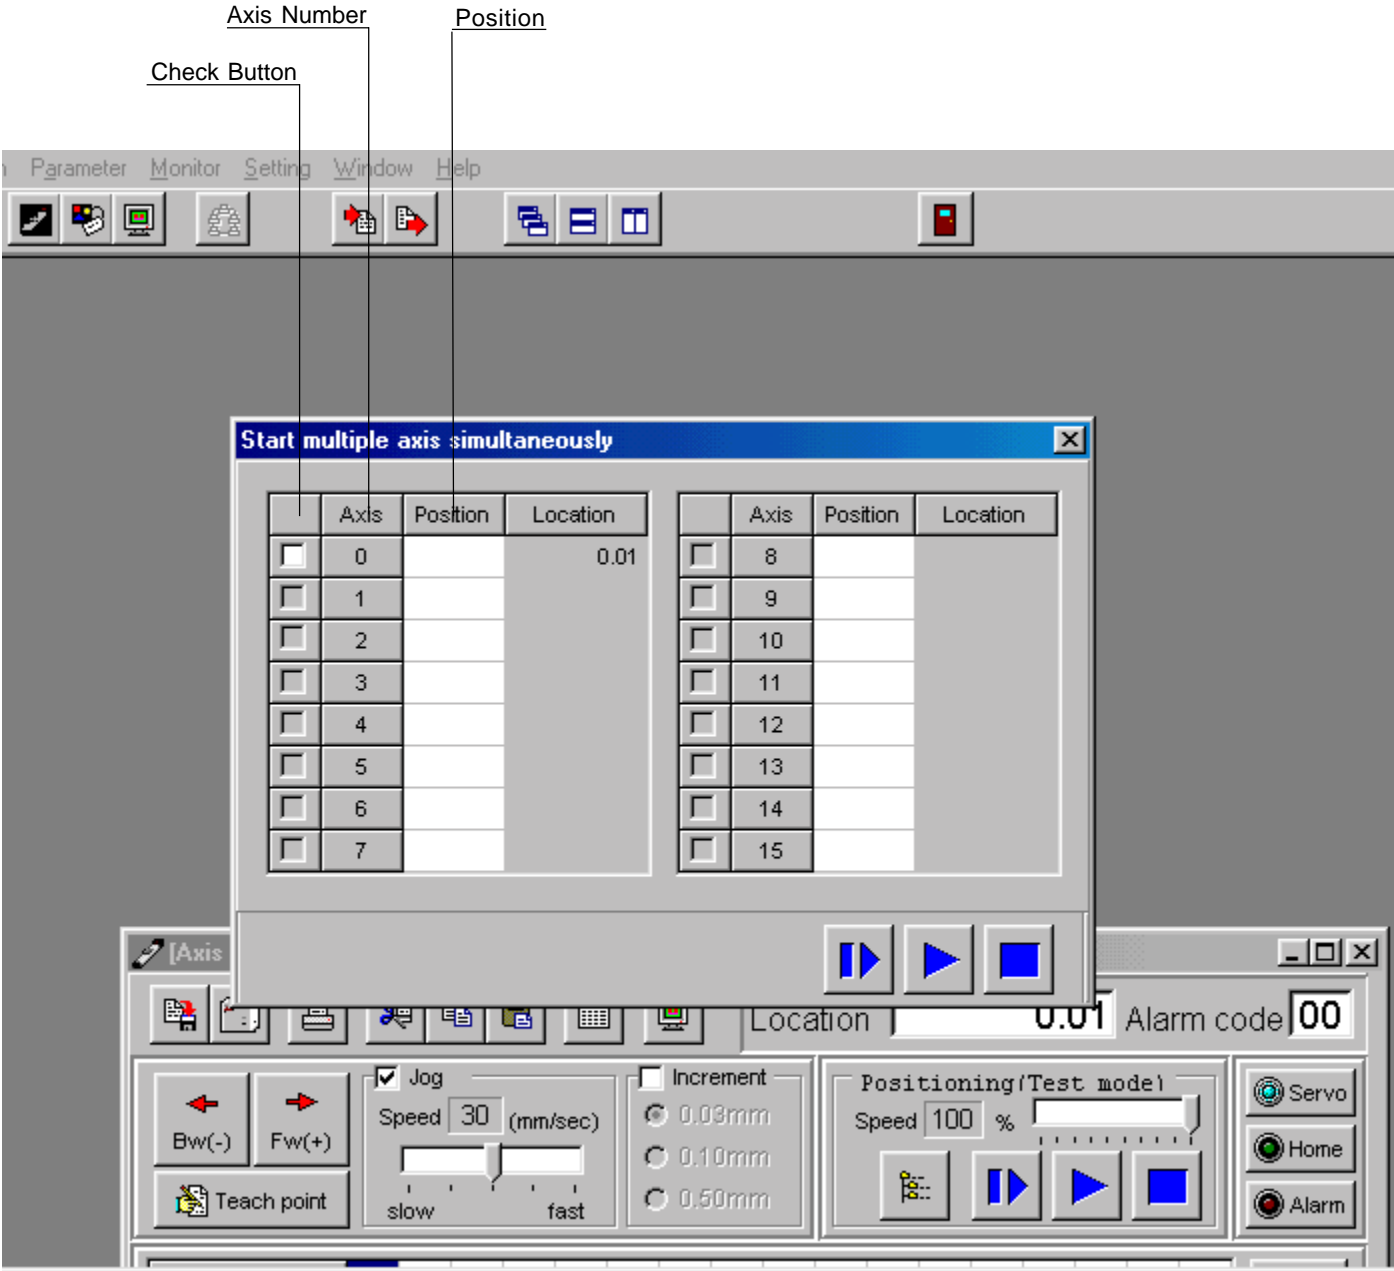 Axis Number
Position
Check Button
Parameter Monitor Setting Window Help
Start multiple axis simultaneously
Axis Position Location Axis Position Location
0 0.01 8
1 9
2 10
3 11
4 12
5 13
6 14
7 15
[Axis
Location 0.01 Alarm code 00
Jog Increment Positioning(Test mode)
Speed 30 (mm/sec) 0.03mm Speed 100 % Servo
Bw(-) Fw(+) 0.10mm Home
Teach point slow fast 0.50mm Alarm